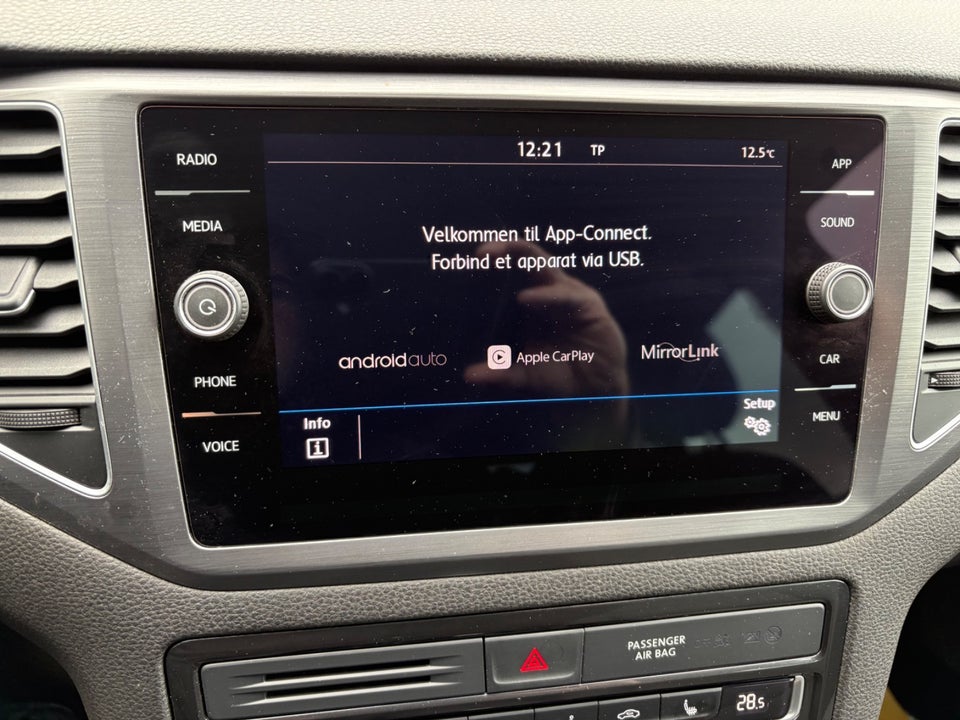 12:21 TP 12.5°C
RADIO
MEDIA
PHONE
VOICE
Velkommen til App-Connect.
Forbind et apparat via USB.
androidauto Apple CarPlay MirrorLink
Info
i
Setup
APP
SOUND
CAR
MENU
PASSENGER
AIR BAG
28.5